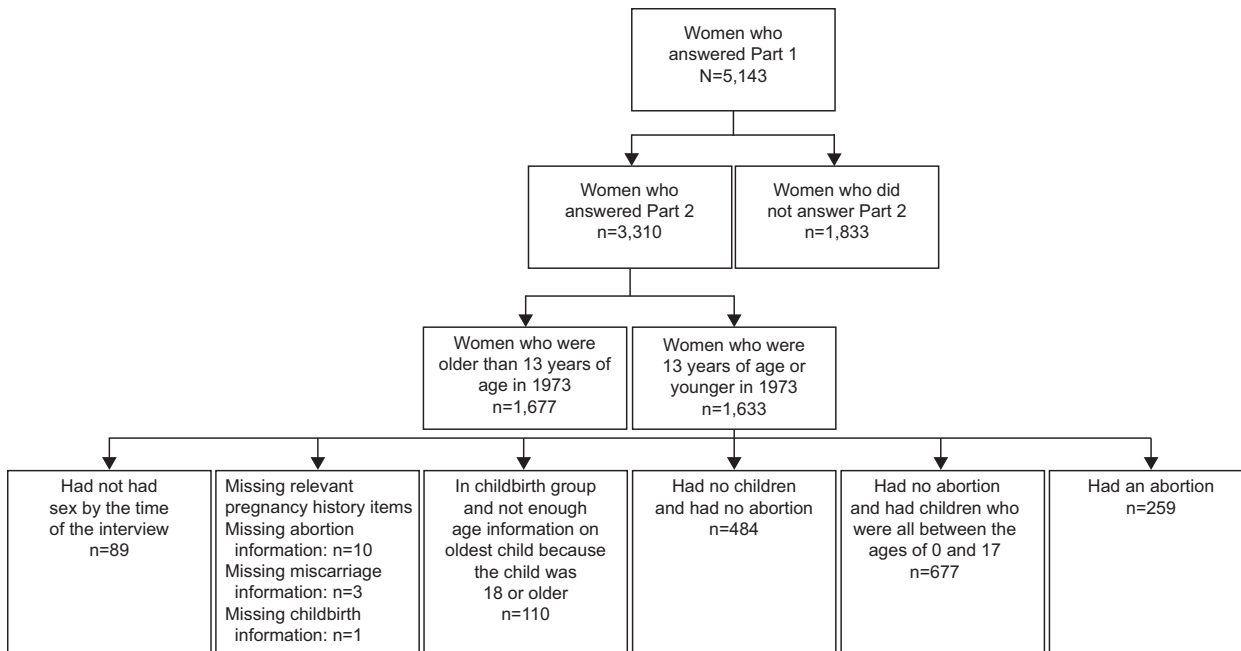 Women who
answered Part 1
N=5,143
Women who
answered Part 2
n=3,310
Women who did
not answer Part 2
n=1,833
Women who were
older than 13 years of
age in 1973
n=1,677
Women who were
13 years of age or
younger in 1973
n=1,633
Had not had
sex by the time
of the interview
n=89
Missing relevant
pregnancy history items
Missing abortion
information: n=10
Missing miscarriage
information: n=3
Missing childbirth
information: n=1
In childbirth group
and not enough
age information on
oldest child because
the child was
18 or older
n=110
Had no children
and had no abortion
n=484
Had no abortion
and had children who
were all between the
ages of 0 and 17
n=677
Had an abortion
n=259